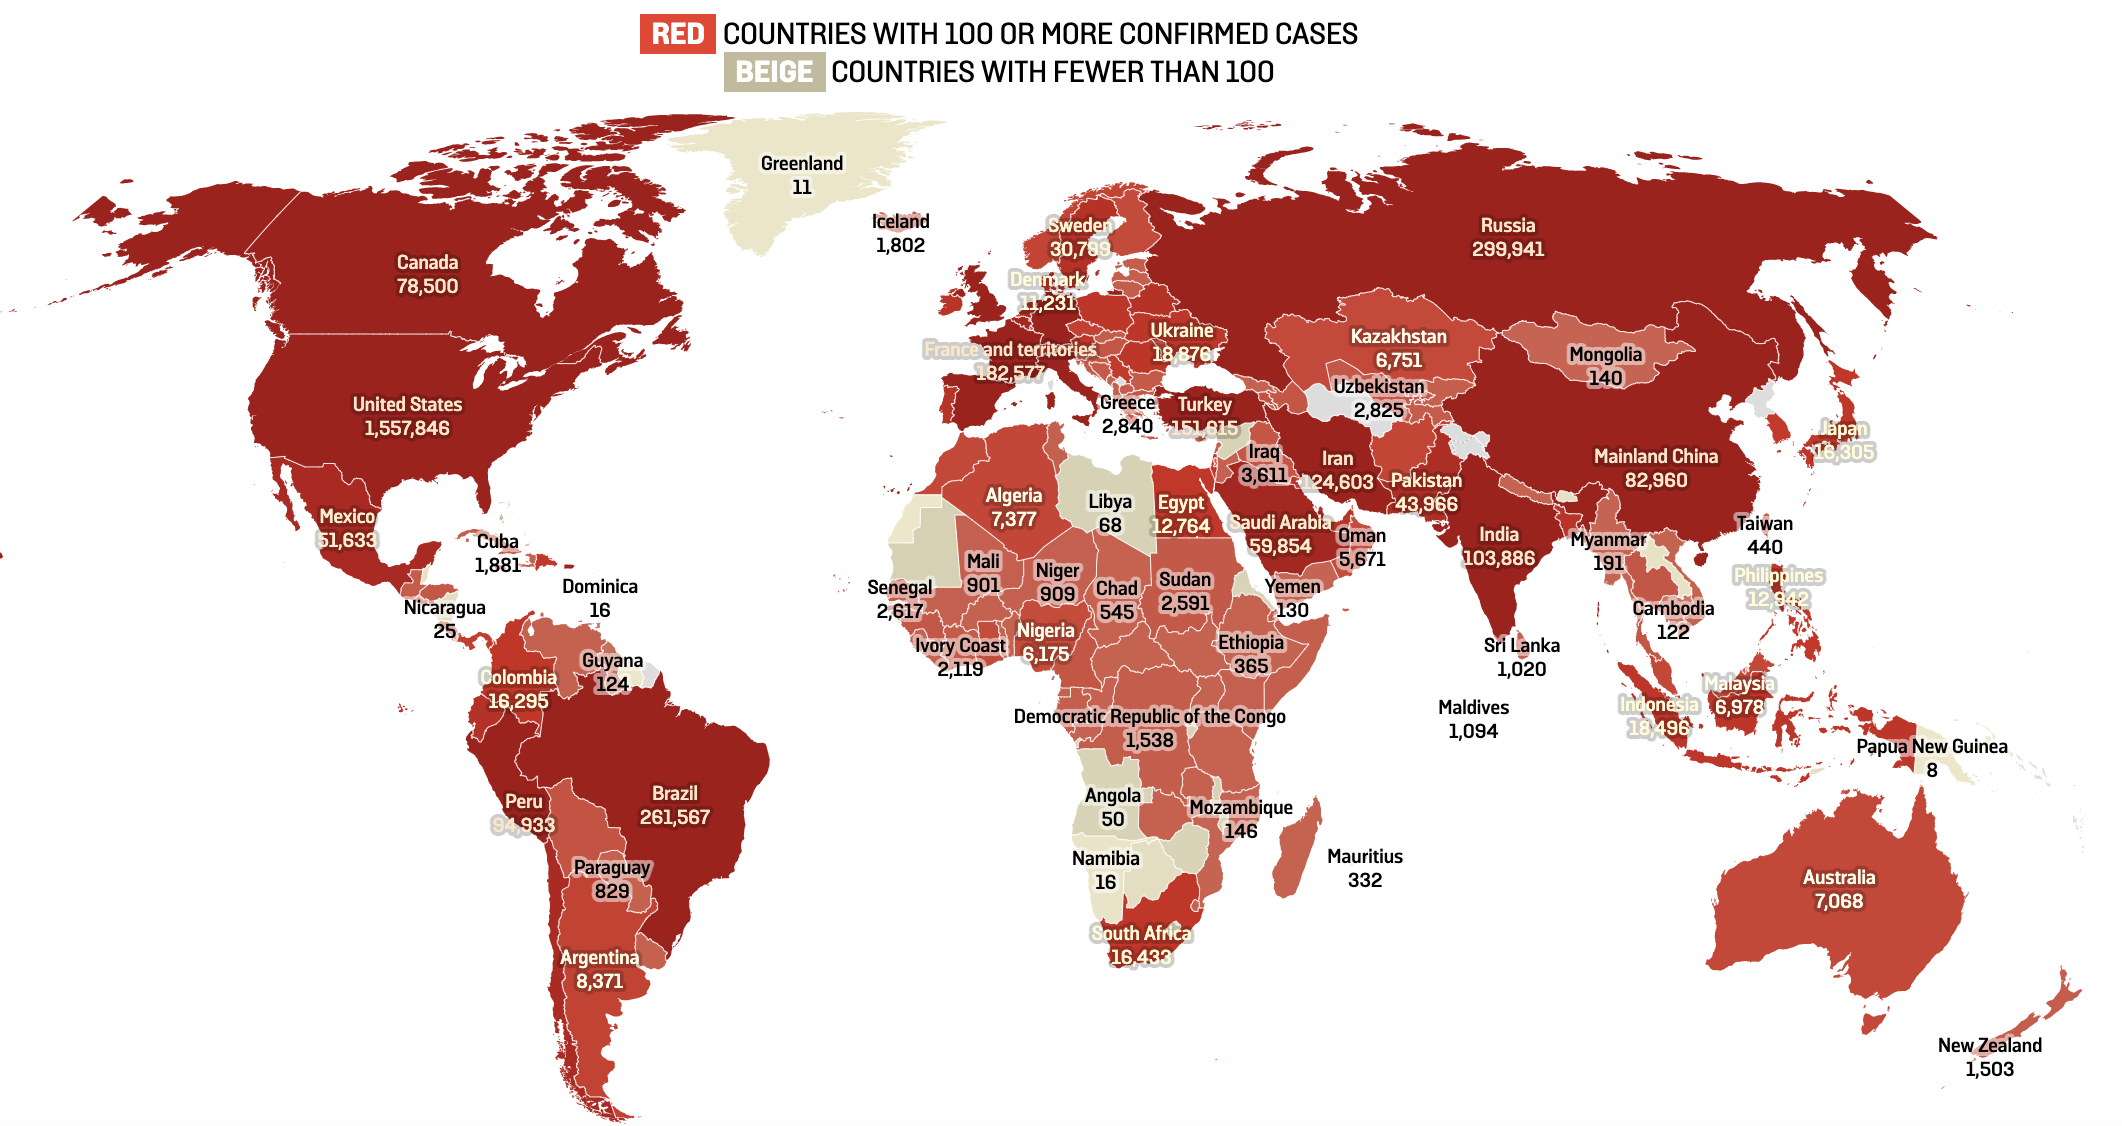 RED COUNTRIES WITH 100 OR MORE CONFIRMED CASES
BEIGE COUNTRIES WITH FEWER THAN 100
Greenland
11
Iceland
1,802
Sweden
30,799
Russia
299,941
Canada
78,500
Denmark
11,231
Ukraine
18,876
Kazakhstan
6,751
France and territories
182,577
Mongolia
140
Uzbekistan
2,825
United States
1,557,846
Greece
2,840
Turkey
151,615
Japan
16,305
Iraq
3,611
Iran
124,603
Mainland China
82,960
Pakistan
43,966
Algeria
7,377
Libya
68
Egypt
12,764
Mexico
51,633
Saudi Arabia
59,854
Oman
5,671
India
103,886
Taiwan
440
Cuba
1,881
Myanmar
191
Mali
901
Niger
909
Chad
545
Sudan
2,591
Senegal
2,617
Yemen
130
Philippines
12,942
Dominica
16
Nicaragua
25
Cambodia
122
Nigeria
6,175
Ivory Coast
2,119
Ethiopia
365
Sri Lanka
1,020
Guyana
124
Colombia
16,295
Malaysia
6,978
Indonesia
18,496
Maldives
1,094
Democratic Republic of the Congo
1,538
Papua New Guinea
8
Brazil
261,567
Peru
94,933
Angola
50
Mozambique
146
Namibia
16
Mauritius
332
Paraguay
829
Australia
7,068
South Africa
16,433
Argentina
8,371
New Zealand
1,503